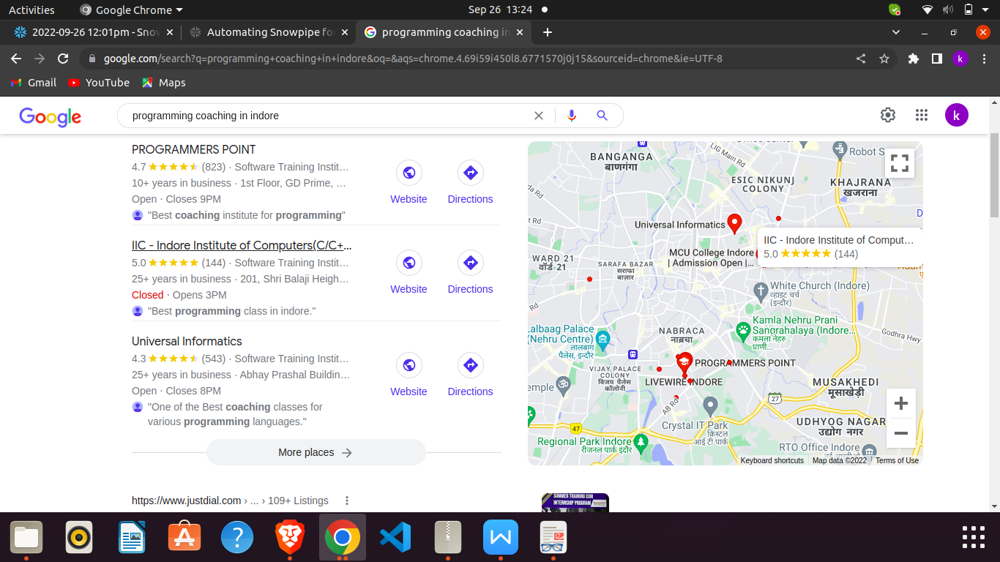 Activities
Google Chrome
Sep 26 13:24
2022-09-26 12:01pm - Snow
Automating Snowpipe fo
programming coaching in
google.com/search?q=programming+coaching+in+indore&oq=&aqs=chrome.4.69i59i450l8.6771570j0j15&sourceid=chrome&ie=UTF-8
k
Gmail
YouTube
Maps
Google
programming coaching in indore
k
PROGRAMMERS POINT
4.7 (823) · Software Training Instit…
10+ years in business · 1st Floor, GD Prime, …
Open · Closes 9PM
"Best coaching institute for programming"
Website
Directions
IIC - Indore Institute of Computers(C/C+...
5.0 (144) · Software Training Instit…
25+ years in business · 201, Shri Balaji Heigh…
Closed · Opens 3PM
"Best programming class in indore."
Website
Directions
Universal Informatics
4.3 (543) · Software Training Instit…
25+ years in business · Abhay Prashal Buildin…
Open · Closes 8PM
"One of the Best coaching classes for
various programming languages."
Website
Directions
More places
https://www.justdial.com › ... › 109+ Listings
BANGANGA
बाणगंगा
LIG Main Rd
Robot S
ESIC NIKUNJ
COLONY
KHAJRANA
खजराना
da Rd
Universal Informatics
IIC - Indore Institute of Comput…
5.0 (144)
MCU College Indore
| Admission Open |...
WARD 21
वॉर्ड 21
SARAFA BAZAR
सराफा
बाज़ार
White Church (Indore)
व्हाइट चर्च
(इन्दौर)
Rd
Lalbaag Palace
(Nehru Centre)
लालबाग
पैलेस, इन्दौर
NABRACA
नाब्रचा
Kamla Nehru Prani
Sangrahalaya (Indore...
कमला नेहरु
प्राणी...
Godha Hwy
PROGRAMMERS POINT
VIJAY PALACE
COLONY
विजय पैलेस
कॉलोनी
LIVEWIRE INDORE
emple
MUSAKHEDI
मूसाखेड़ी
27
AB Rd
Crystal IT Park
क्रिस्टल
आई टी पार्क
UDHYOG NAGAR
उद्योग नगर
47
Regional Park Indore
रीजनल पार्क इंदौर
RTO Office Indore
Keyboard shortcuts
Map data ©2022
Terms of Use
SUMMER TRAINING CUM
INTERNSHIP PROGRAM